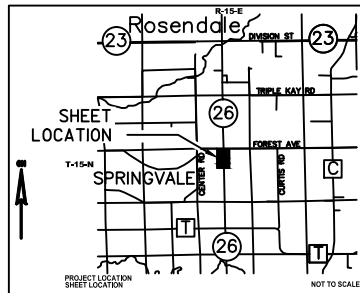 R-15-E
Rosendale
23
DIVISION ST
23
TRIPLE KAY RD
26
SHEET
LOCATION
FOREST AVE
T-15-N
SPRINGVALE
CENTER RD
CURTIS RD
C
T
26
T
PROJECT LOCATION
SHEET LOCATION
NOT TO SCALE